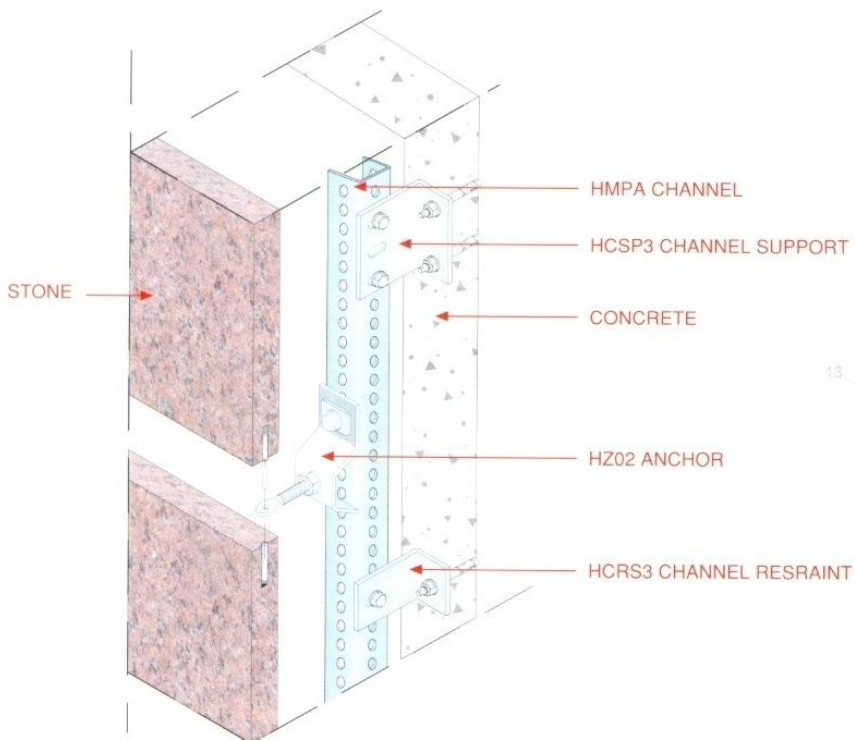 HMPA CHANNEL
HCSP3 CHANNEL SUPPORT
STONE
CONCRETE
13
HZ02 ANCHOR
HCRS3 CHANNEL RESRAINT